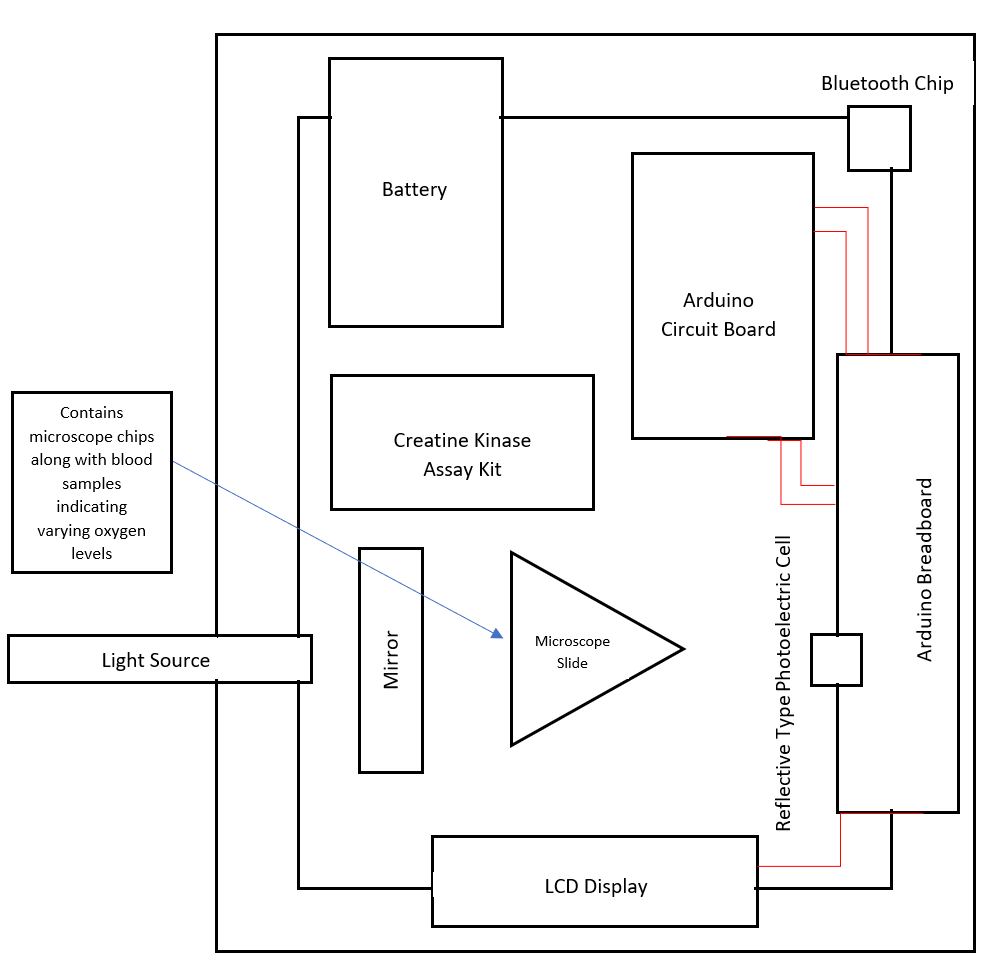 Bluetooth Chip
Battery
Arduino
Circuit Board
Contains
microscope chips
along with blood
samples
indicating
varying oxygen
levels
Creatine Kinase
Assay Kit
Arduino Breadboard
Reflective Type Photoelectric Cell
Light Source
Mirror
Microscope
Slide
LCD Display